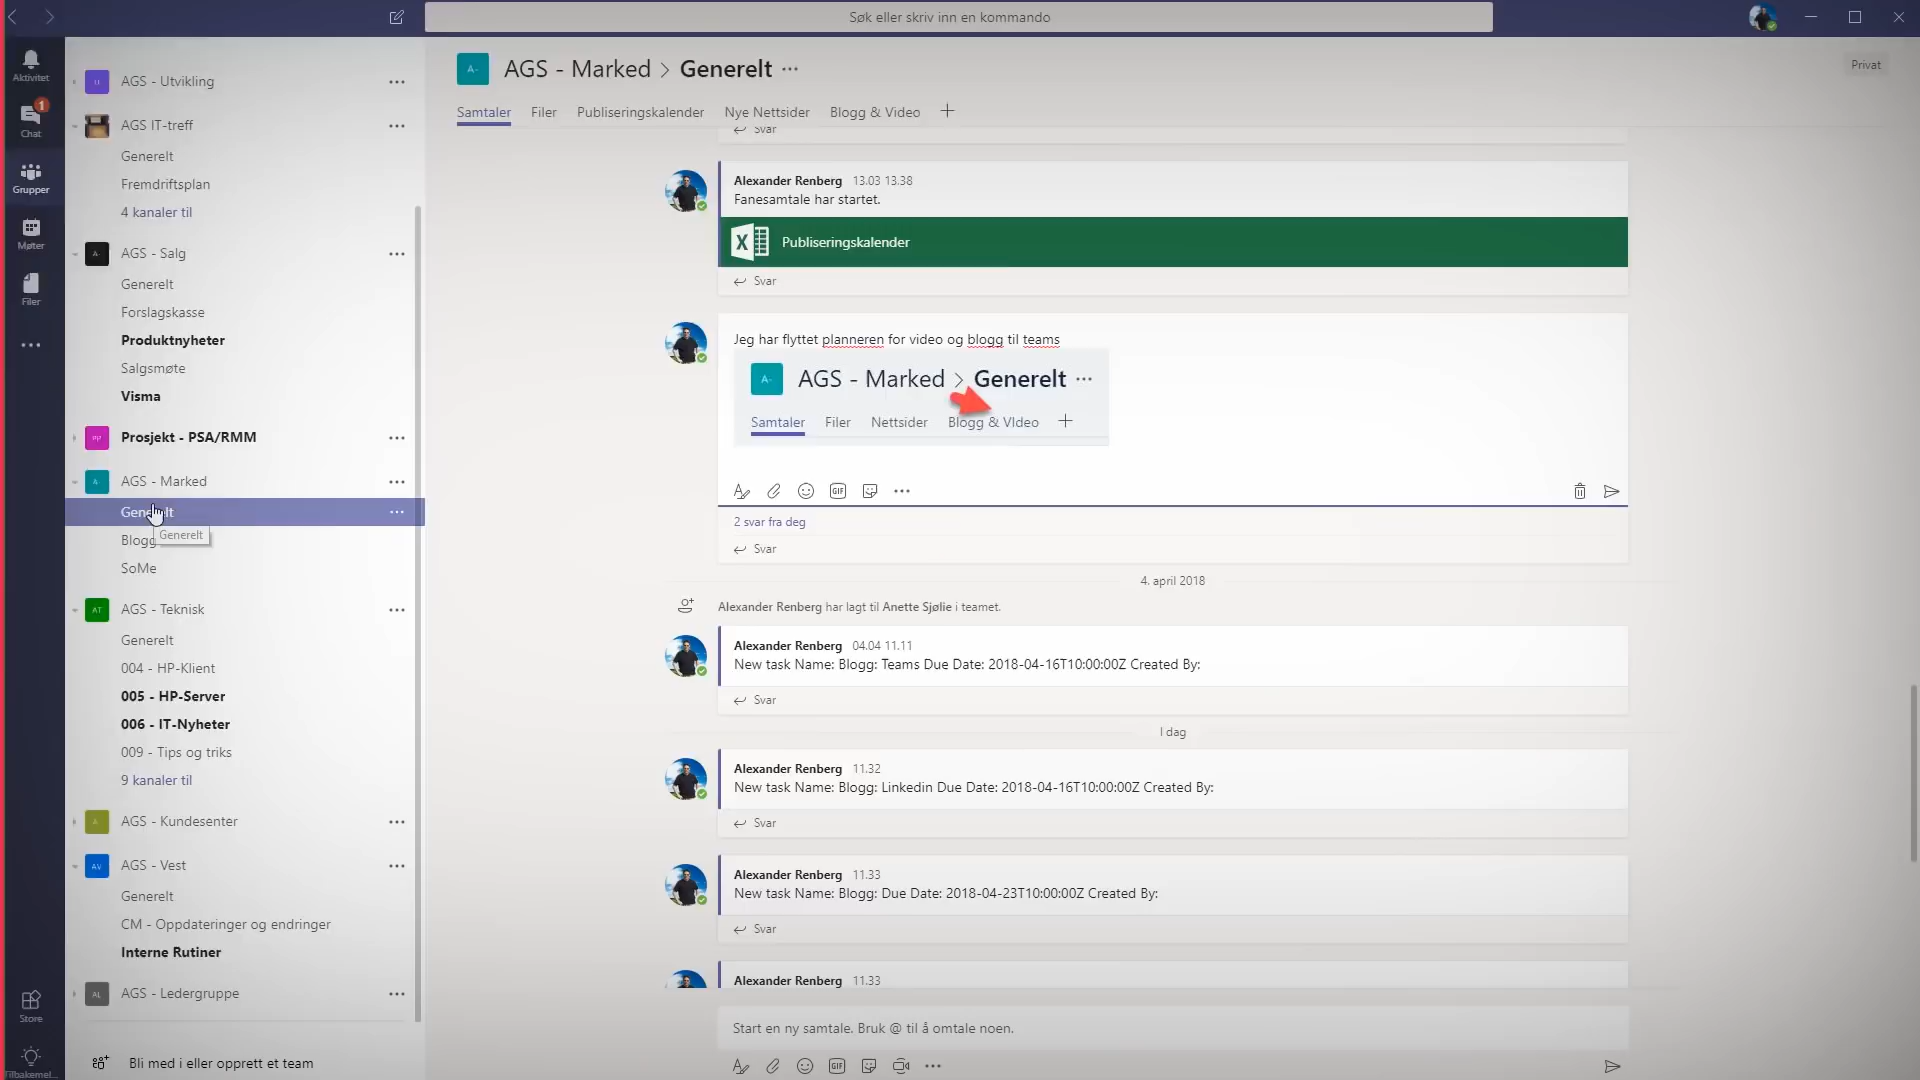 Søk eller skriv inn en kommando
Aktivitet
1
Chat
Grupper
Møter
Filer
Store
Tilbakemel...
AGS - Utvikling
AGS IT-treff
Generelt
Fremdriftsplan
4 kanaler til
A-
AGS - Salg
Generelt
Forslagskasse
Produktnyheter
Salgsmøte
Visma
Prosjekt - PSA/RMM
A-
AGS - Marked
Generelt
Blogg
Generelt
SoMe
AT
AGS - Teknisk
Generelt
004 - HP-Klient
005 - HP-Server
006 - IT-Nyheter
009 - Tips og triks
9 kanaler til
AGS - Kundesenter
AV
AGS - Vest
Generelt
CM - Oppdateringer og endringer
Interne Rutiner
AL
AGS - Ledergruppe
Bli med i eller opprett et team
A-
AGS - Marked > Generelt
Privat
Samtaler Filer Publiseringskalender Nye Nettsider Blogg & Video +
Svar
Alexander Renberg 13.03 13.38
Fanesamtale har startet.
X Publiseringskalender
Svar
Jeg har flyttet planneren for video og blogg til teams
A-
AGS - Marked > Generelt
Samtaler Filer Nettsider Blogg & VIdeo +
GIF
2 svar fra deg
Svar
4. april 2018
Alexander Renberg har lagt til Anette Sjølie i teamet.
Alexander Renberg 04.04 11.11
New task Name: Blogg: Teams Due Date: 2018-04-16T10:00:00Z Created By:
Svar
I dag
Alexander Renberg 11.32
New task Name: Blogg: Linkedin Due Date: 2018-04-16T10:00:00Z Created By:
Svar
Alexander Renberg 11.33
New task Name: Blogg: Due Date: 2018-04-23T10:00:00Z Created By:
Svar
Alexander Renberg 11.33
Start en ny samtale. Bruk @ til å omtale noen.
GIF